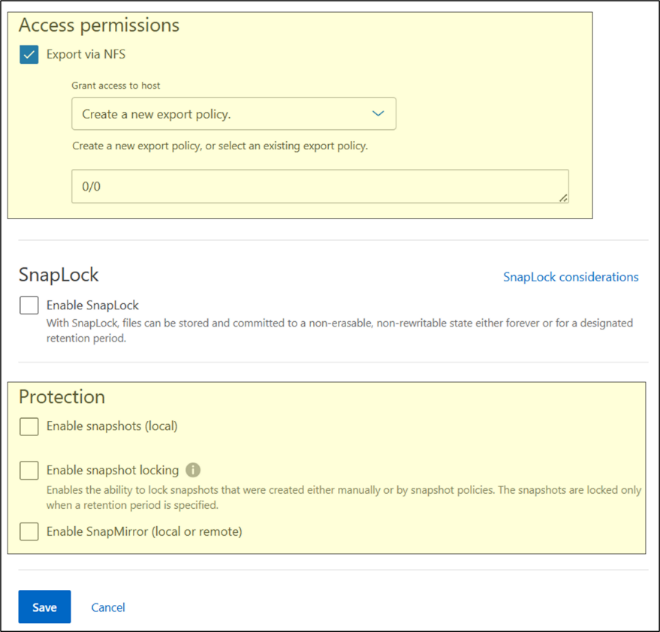 Access permissions
Export via NFS
Grant access to host
Create a new export policy.
Create a new export policy, or select an existing export policy.
0/0
SnapLock
SnapLock considerations
Enable SnapLock
With SnapLock, files can be stored and committed to a non-erasable, non-rewritable state either forever or for a designated
retention period.
Protection
Enable snapshots (local)
Enable snapshot locking
Enables the ability to lock snapshots that were created either manually or by snapshot policies. The snapshots are locked only
when a retention period is specified.
Enable SnapMirror (local or remote)
Save
Cancel